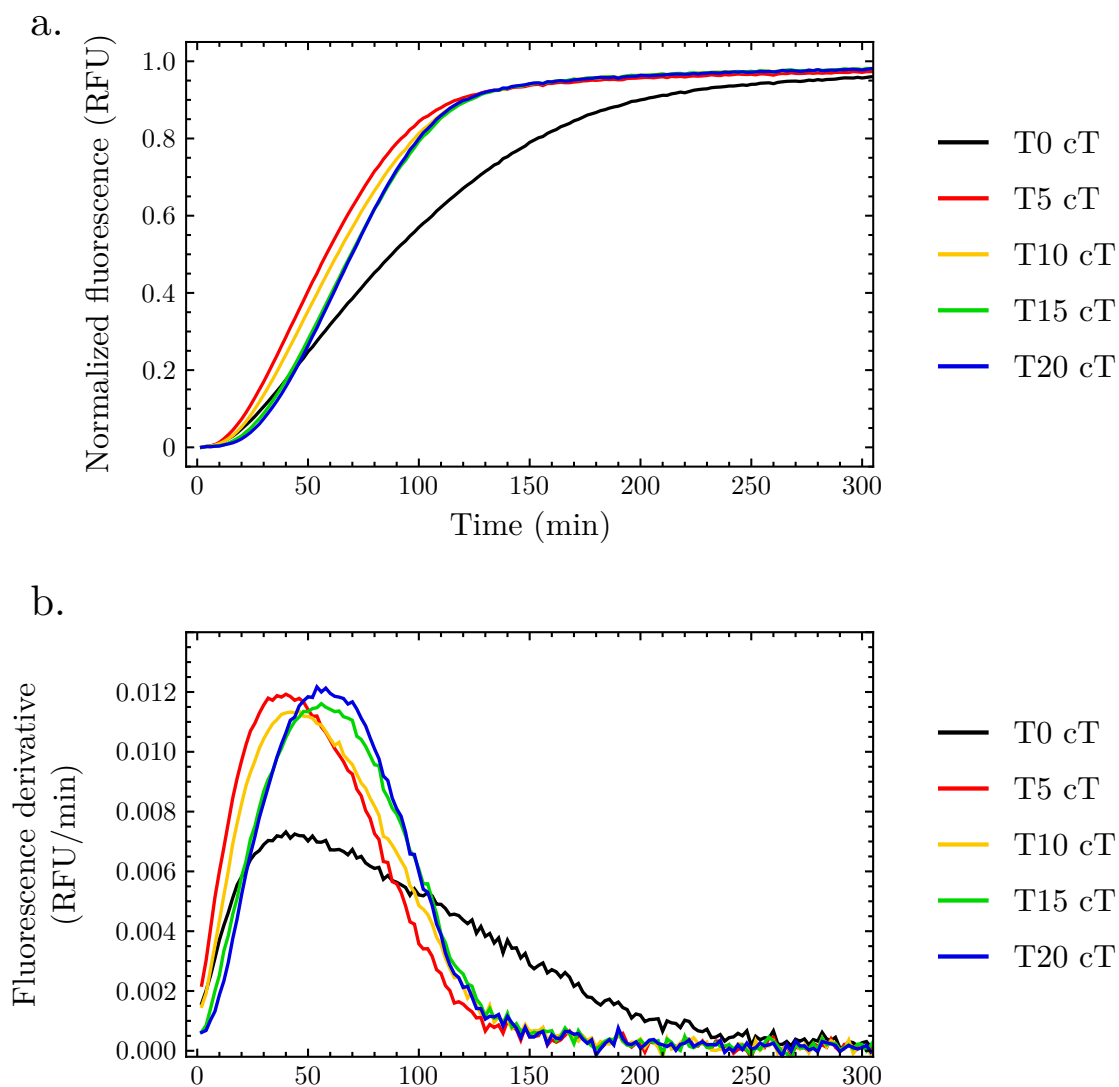 a.
Normalized fluorescence (RFU)
1.0
0.8
0.6
0.4
0.2
0
0 50 100 150 200 250 300
Time (min)
T0 cT
T5 cT
T10 cT
T15 cT
T20 cT
b.
Fluorescence derivative
(RFU/min)
0.012
0.010
0.008
0.006
0.004
0.002
0.000
0 50 100 150 200 250 300
T0 cT
T5 cT
T10 cT
T15 cT
T20 cT